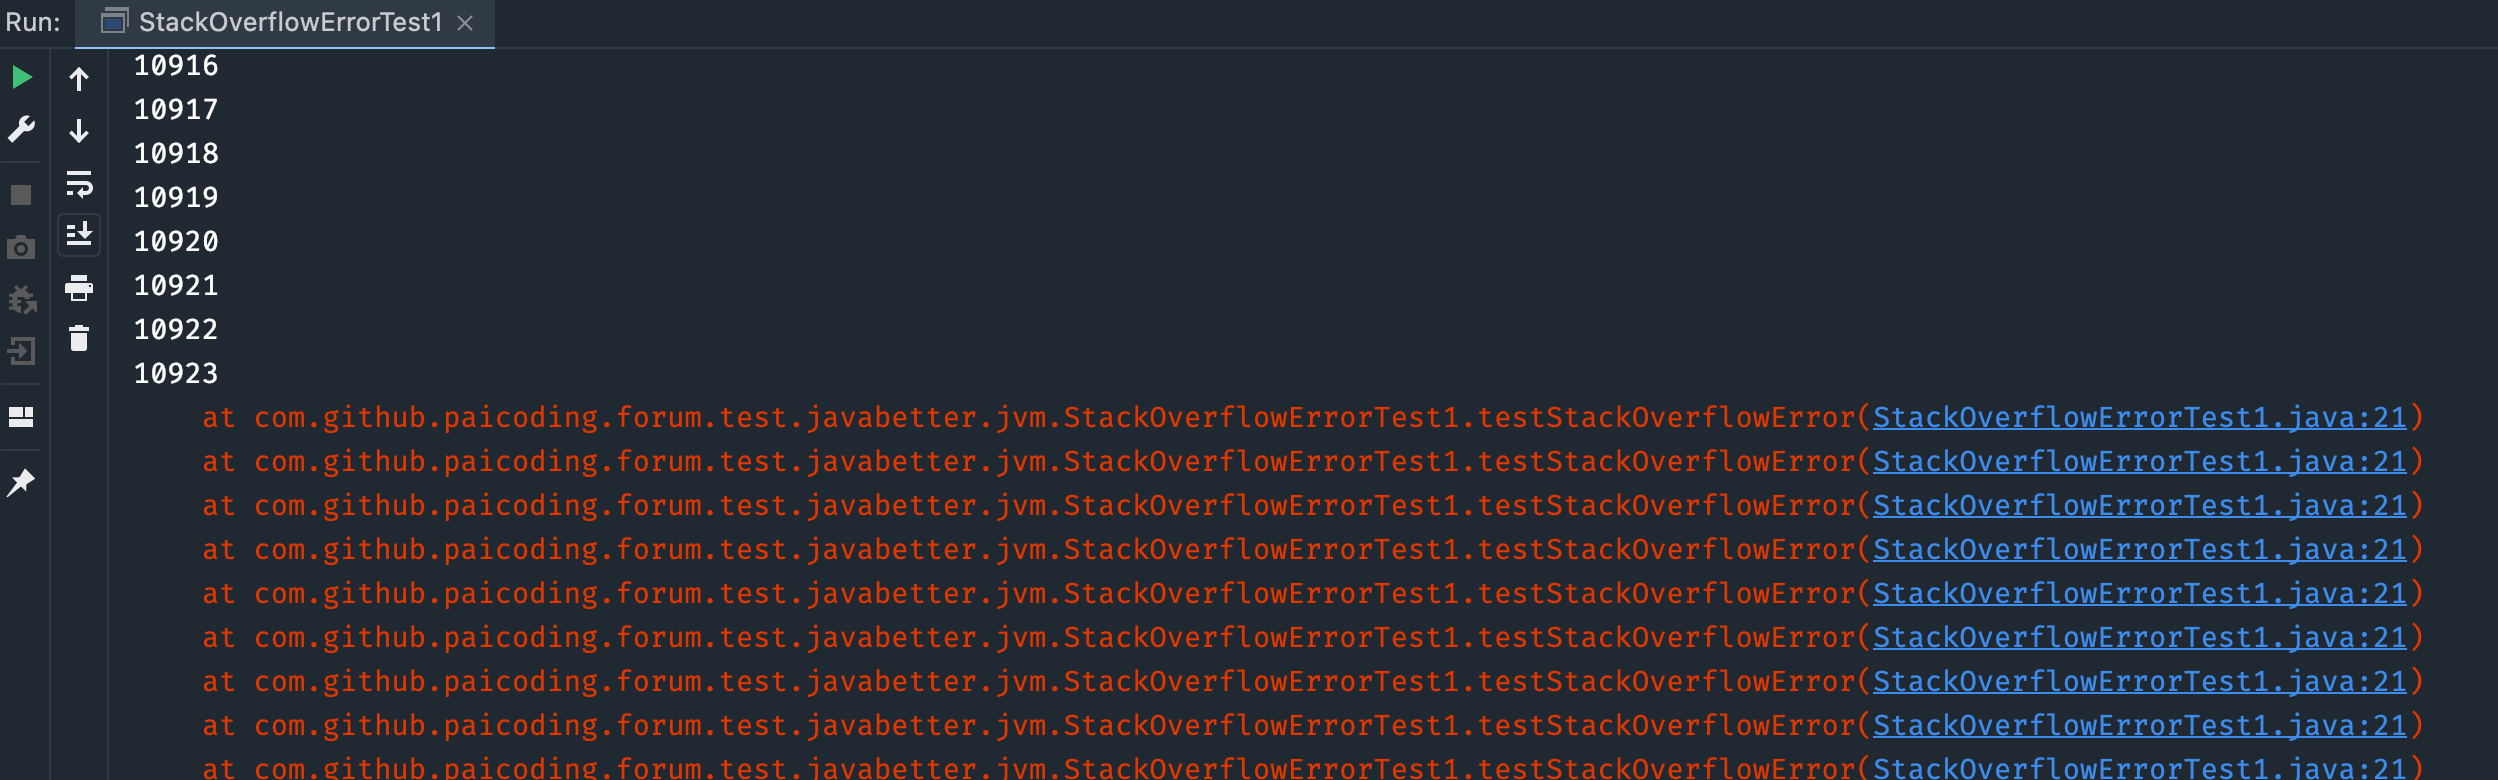 Run: StackOverflowErrorTest1
10916
10917
10918
10919
10920
10921
10922
10923
at com.github.paicoding.forum.test.javabetter.jvm.StackOverflowErrorTest1.testStackOverflowError(StackOverflowErrorTest1.java:21)
at com.github.paicoding.forum.test.javabetter.jvm.StackOverflowErrorTest1.testStackOverflowError(StackOverflowErrorTest1.java:21)
at com.github.paicoding.forum.test.javabetter.jvm.StackOverflowErrorTest1.testStackOverflowError(StackOverflowErrorTest1.java:21)
at com.github.paicoding.forum.test.javabetter.jvm.StackOverflowErrorTest1.testStackOverflowError(StackOverflowErrorTest1.java:21)
at com.github.paicoding.forum.test.javabetter.jvm.StackOverflowErrorTest1.testStackOverflowError(StackOverflowErrorTest1.java:21)
at com.github.paicoding.forum.test.javabetter.jvm.StackOverflowErrorTest1.testStackOverflowError(StackOverflowErrorTest1.java:21)
at com.github.paicoding.forum.test.javabetter.jvm.StackOverflowErrorTest1.testStackOverflowError(StackOverflowErrorTest1.java:21)
at com.github.paicoding.forum.test.javabetter.jvm.StackOverflowErrorTest1.testStackOverflowError(StackOverflowErrorTest1.java:21)
at com.github.paicoding.forum.test.javabetter.jvm.StackOverflowErrorTest1.testStackOverflowError(StackOverflowErrorTest1.java:21)